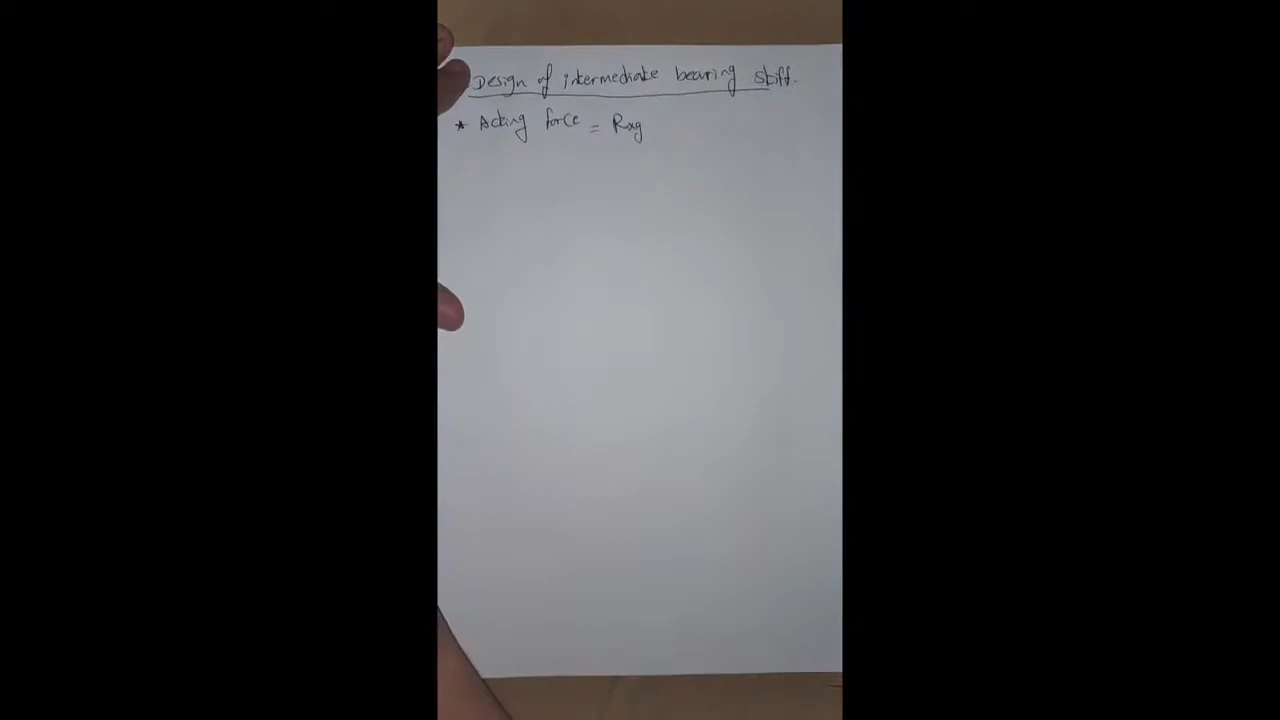 Design of intermediate bearing stiff.
* Acting force = Rxg